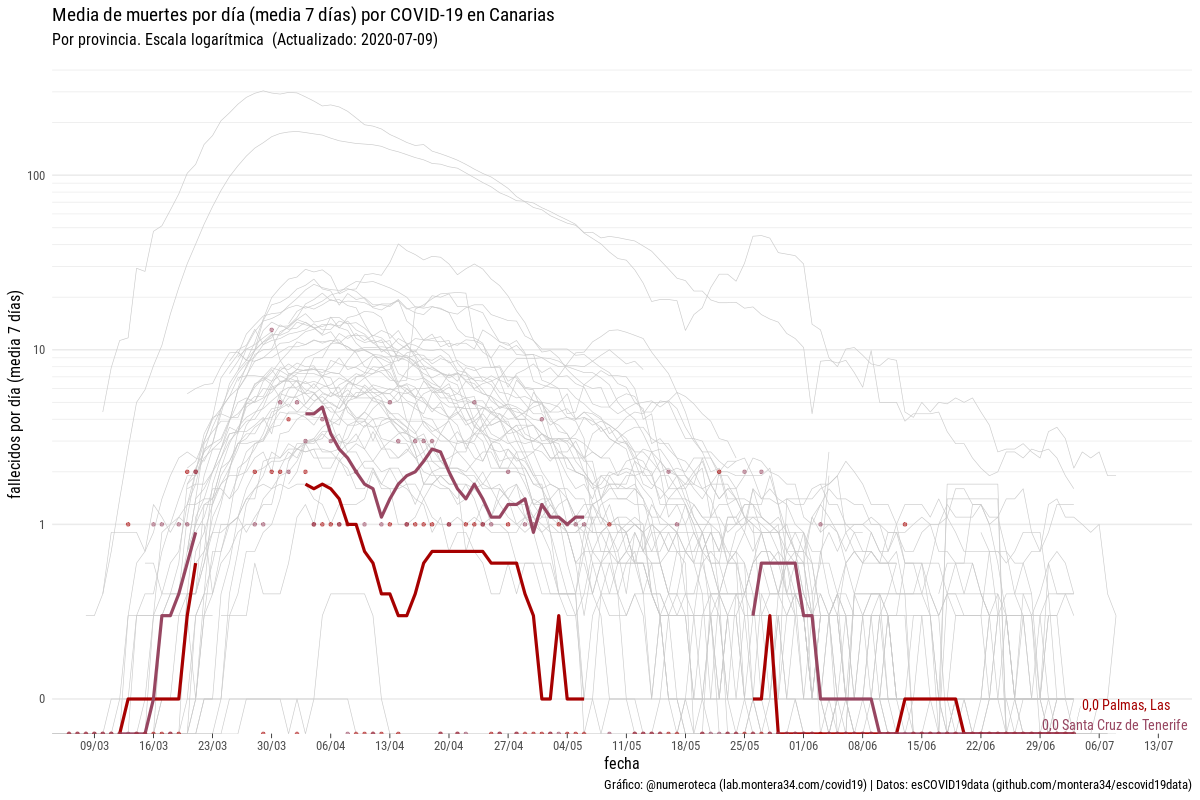 Media de muertes por día (media 7 días) por COVID-19 en Canarias
Por provincia. Escala logarítmica (Actualizado: 2020-07-09)
fallecidos por día (media 7 días)
100
10
1
0
0,0 Palmas, Las
0,0 Santa Cruz de Tenerife
09/03 16/03 23/03 30/03 06/04 13/04 20/04 27/04 04/05 11/05 18/05 25/05 01/06 08/06 15/06 22/06 29/06 06/07 13/07
fecha
Gráfico: @numeroteca (lab.montera34.com/covid19) | Datos: esCOVID19data (github.com/montera34/escovid19data)